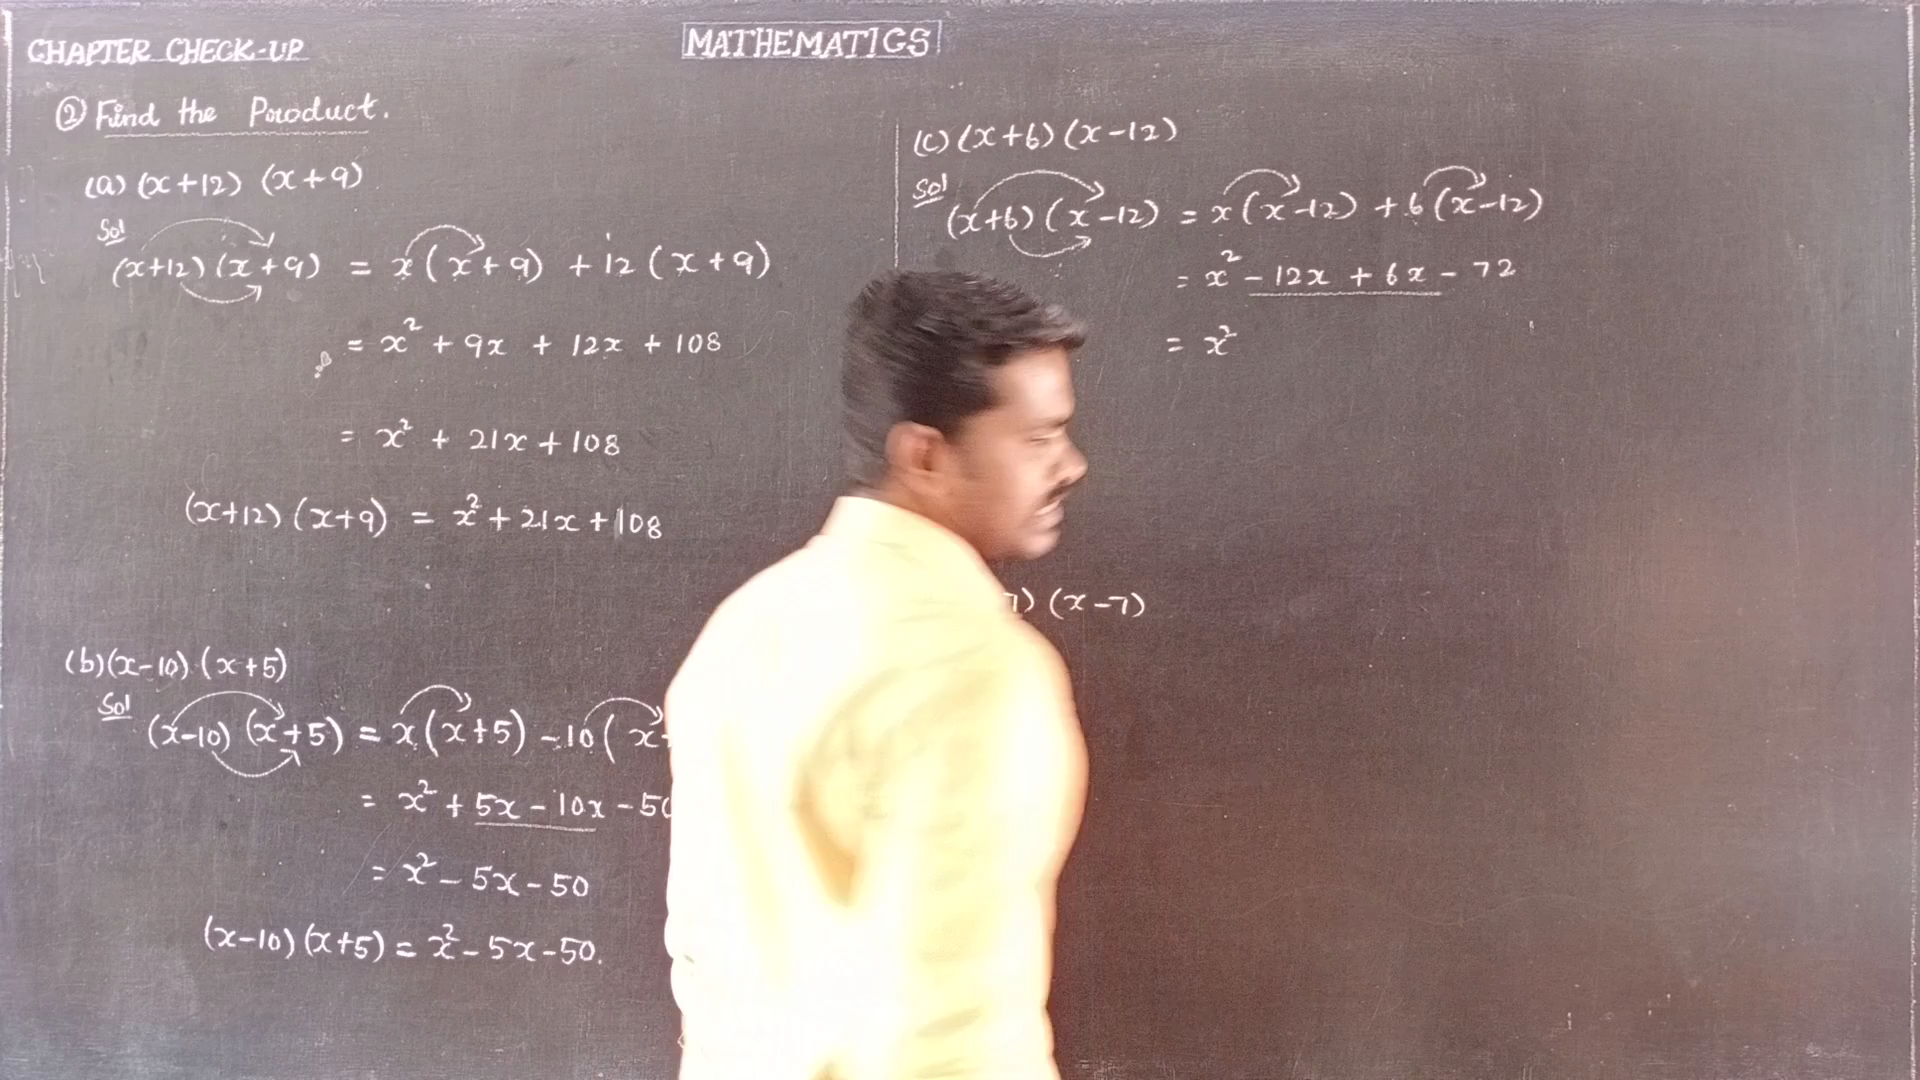 CHAPTER CHECK-UP
MATHEMATICS
② Find the Product.
(a) (x+12) (x+9)
Sol
(x+12) (x+9) = x(x+9) + 12(x+9)
= x² + 9x + 12x + 108
= x² + 21x + 108
(x+12) (x+9) = x² + 21x + 108
(b) (x-10) (x+5)
Sol
(x-10) (x+5) = x(x+5) - 10(x
= x² + 5x - 10x - 50
= x² - 5x - 50
(x-10) (x+5) = x² - 5x - 50.
(c) (x+6) (x-12)
Sol
(x+6) (x-12) = x(x-12) + 6(x-12)
= x² - 12x + 6x - 72
= x²
7) (x-7)